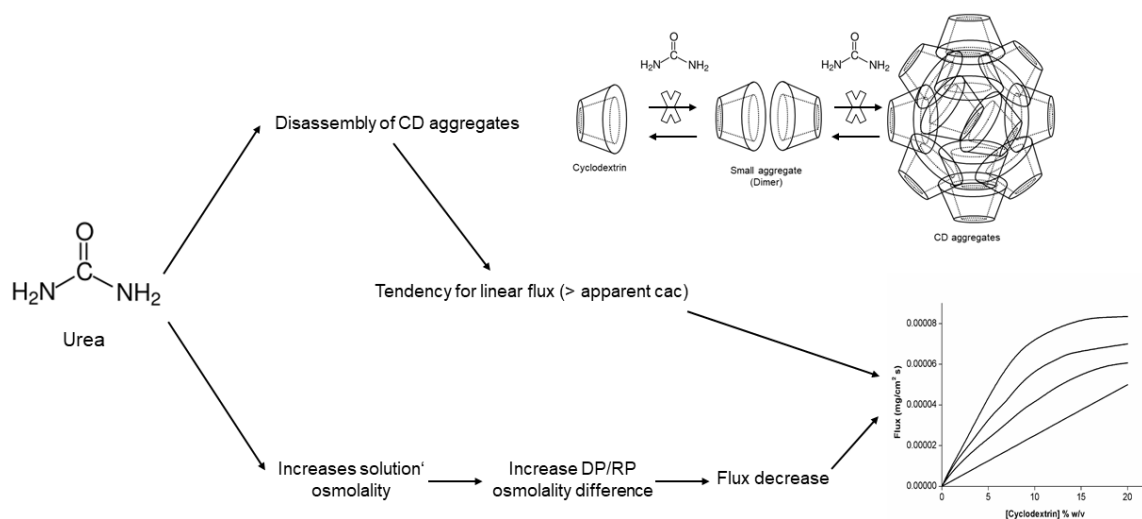 O
H₂N NH₂
O
H₂N NH₂
Disassembly of CD aggregates
Cyclodextrin
Small aggregate
(Dimer)
CD aggregates
O
C
H₂N NH₂
Urea
Tendency for linear flux (> apparent cac)
Increases solution‘
osmolality
Increase DP/RP
osmolality difference
Flux decrease
Flux (mg/cm² s)
0.00008
0.00006
0.00004
0.00002
0.00000
0 5 10 15 20
[Cyclodextrin] % w/v